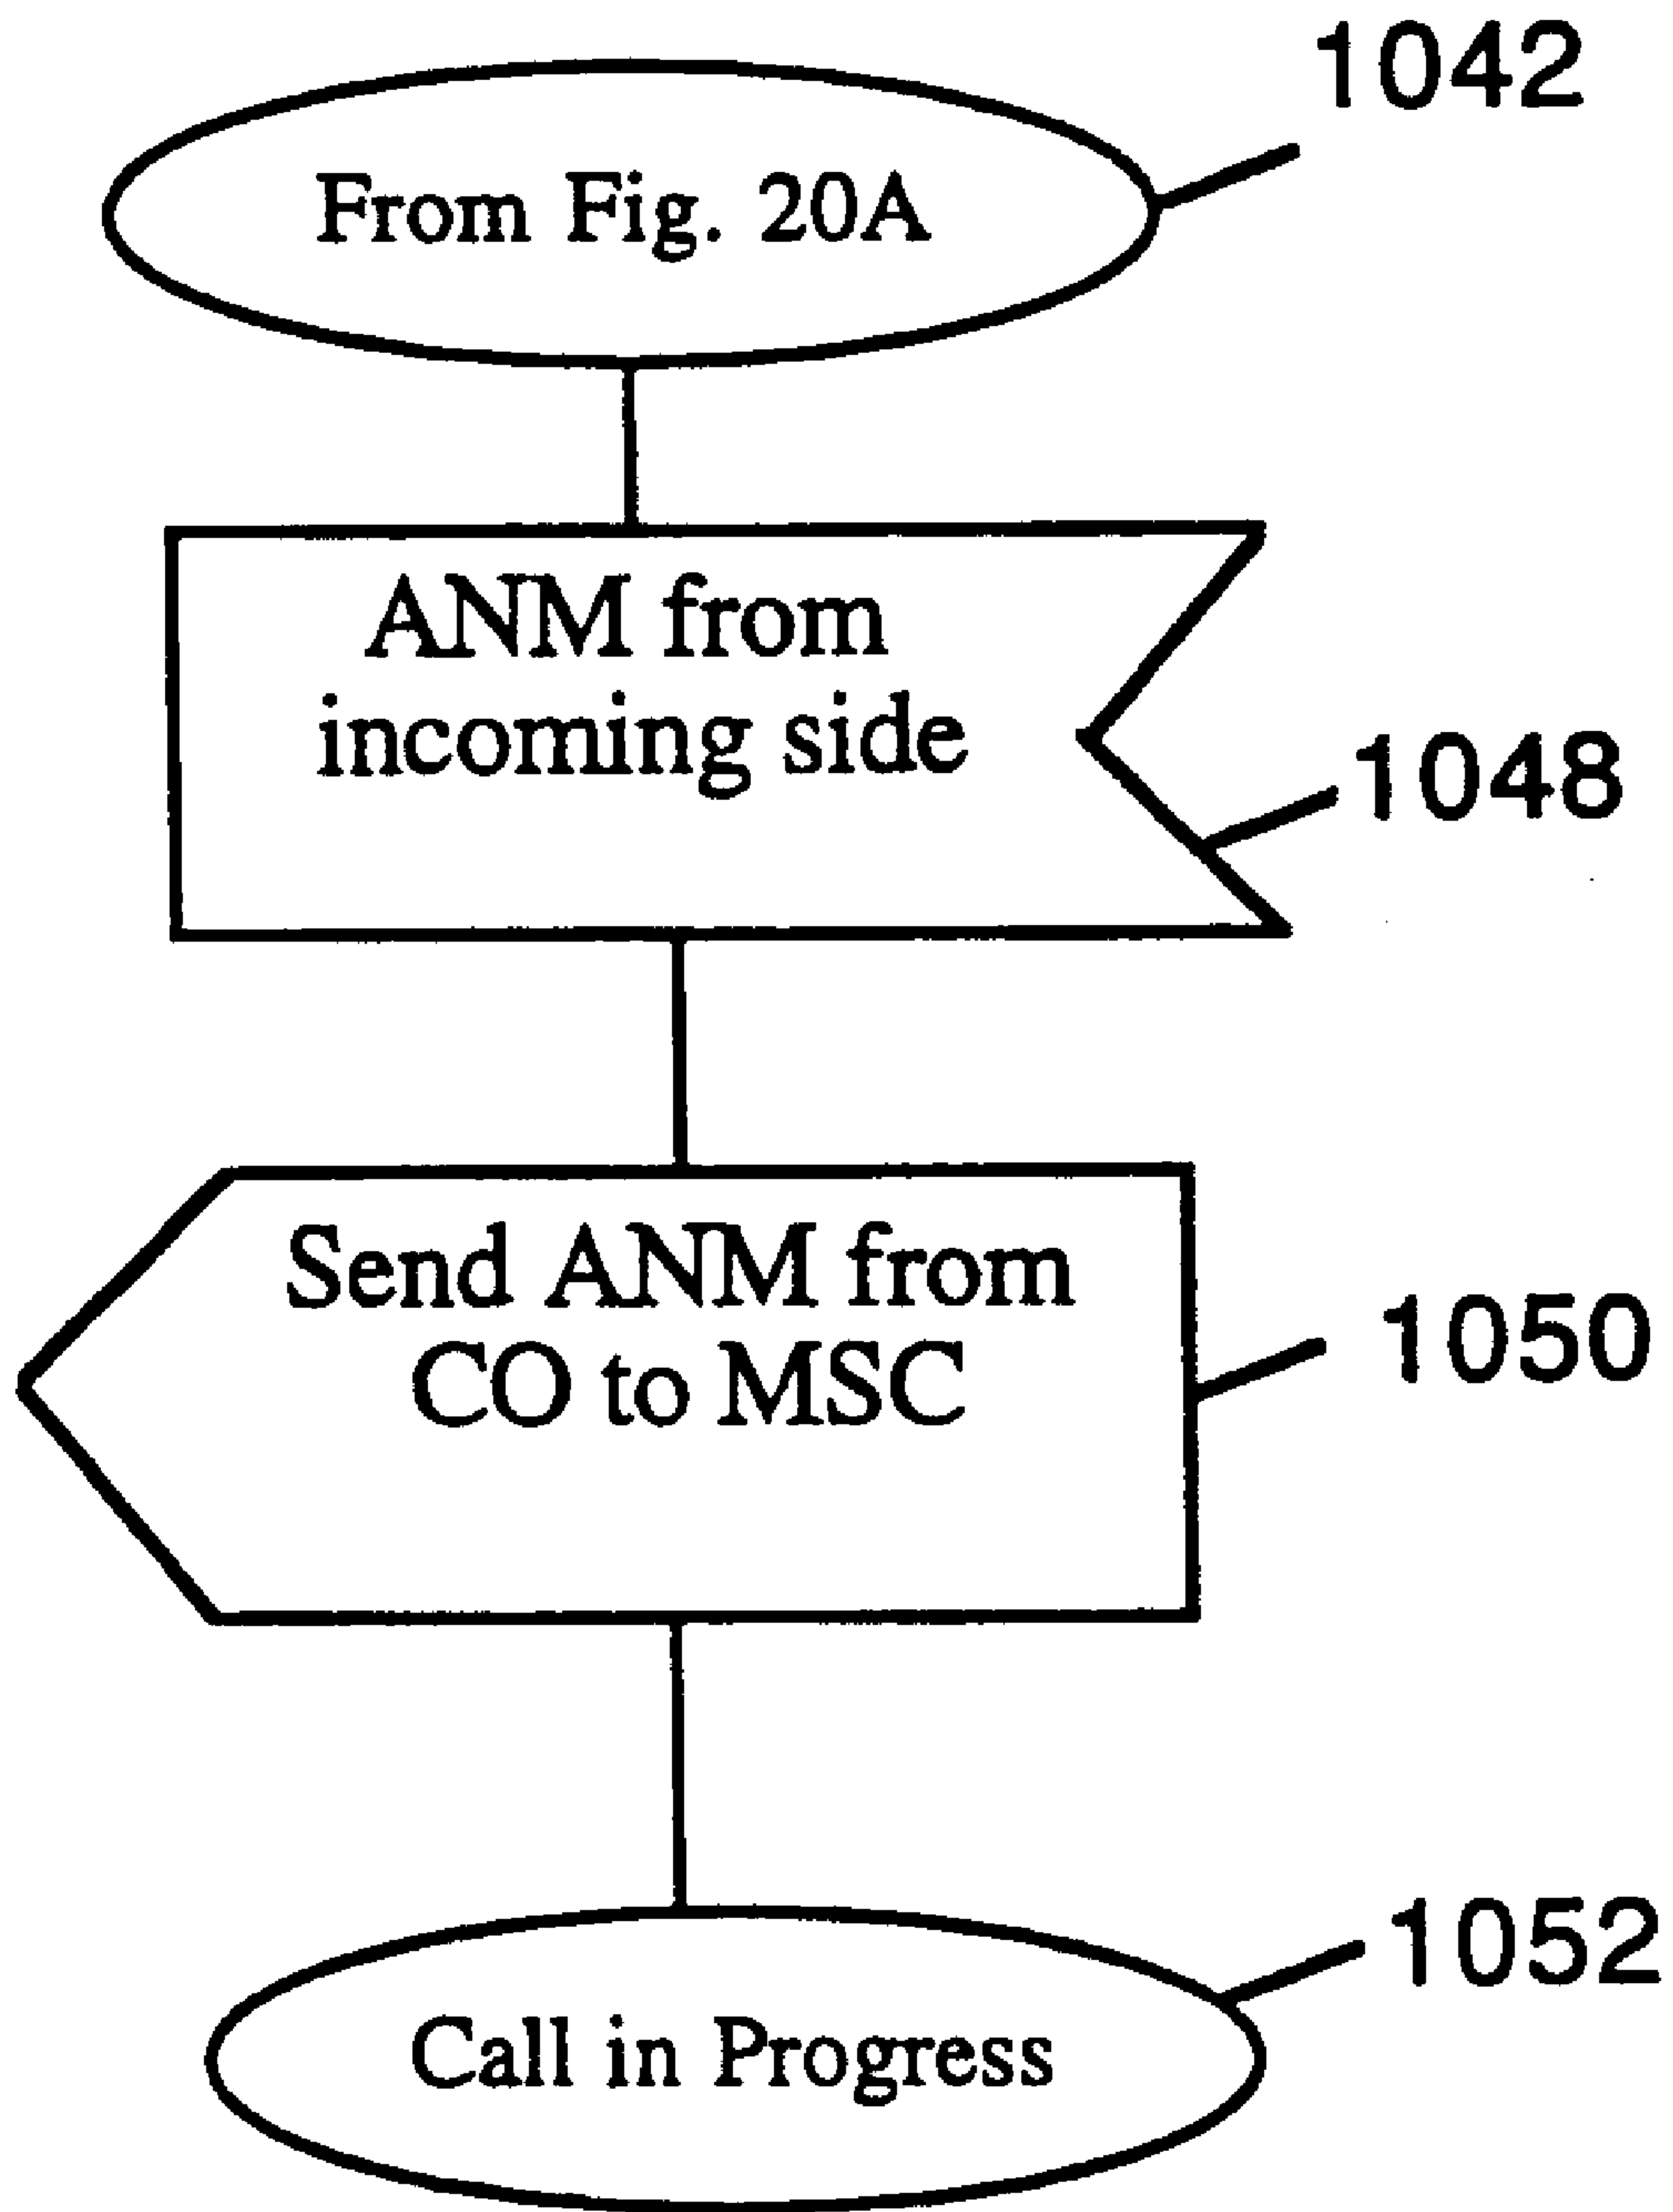 1042
From Fig. 20A
ANM from
incoming side
1048
Send ANM from
CO to MSC
1050
1052
Call in Progress